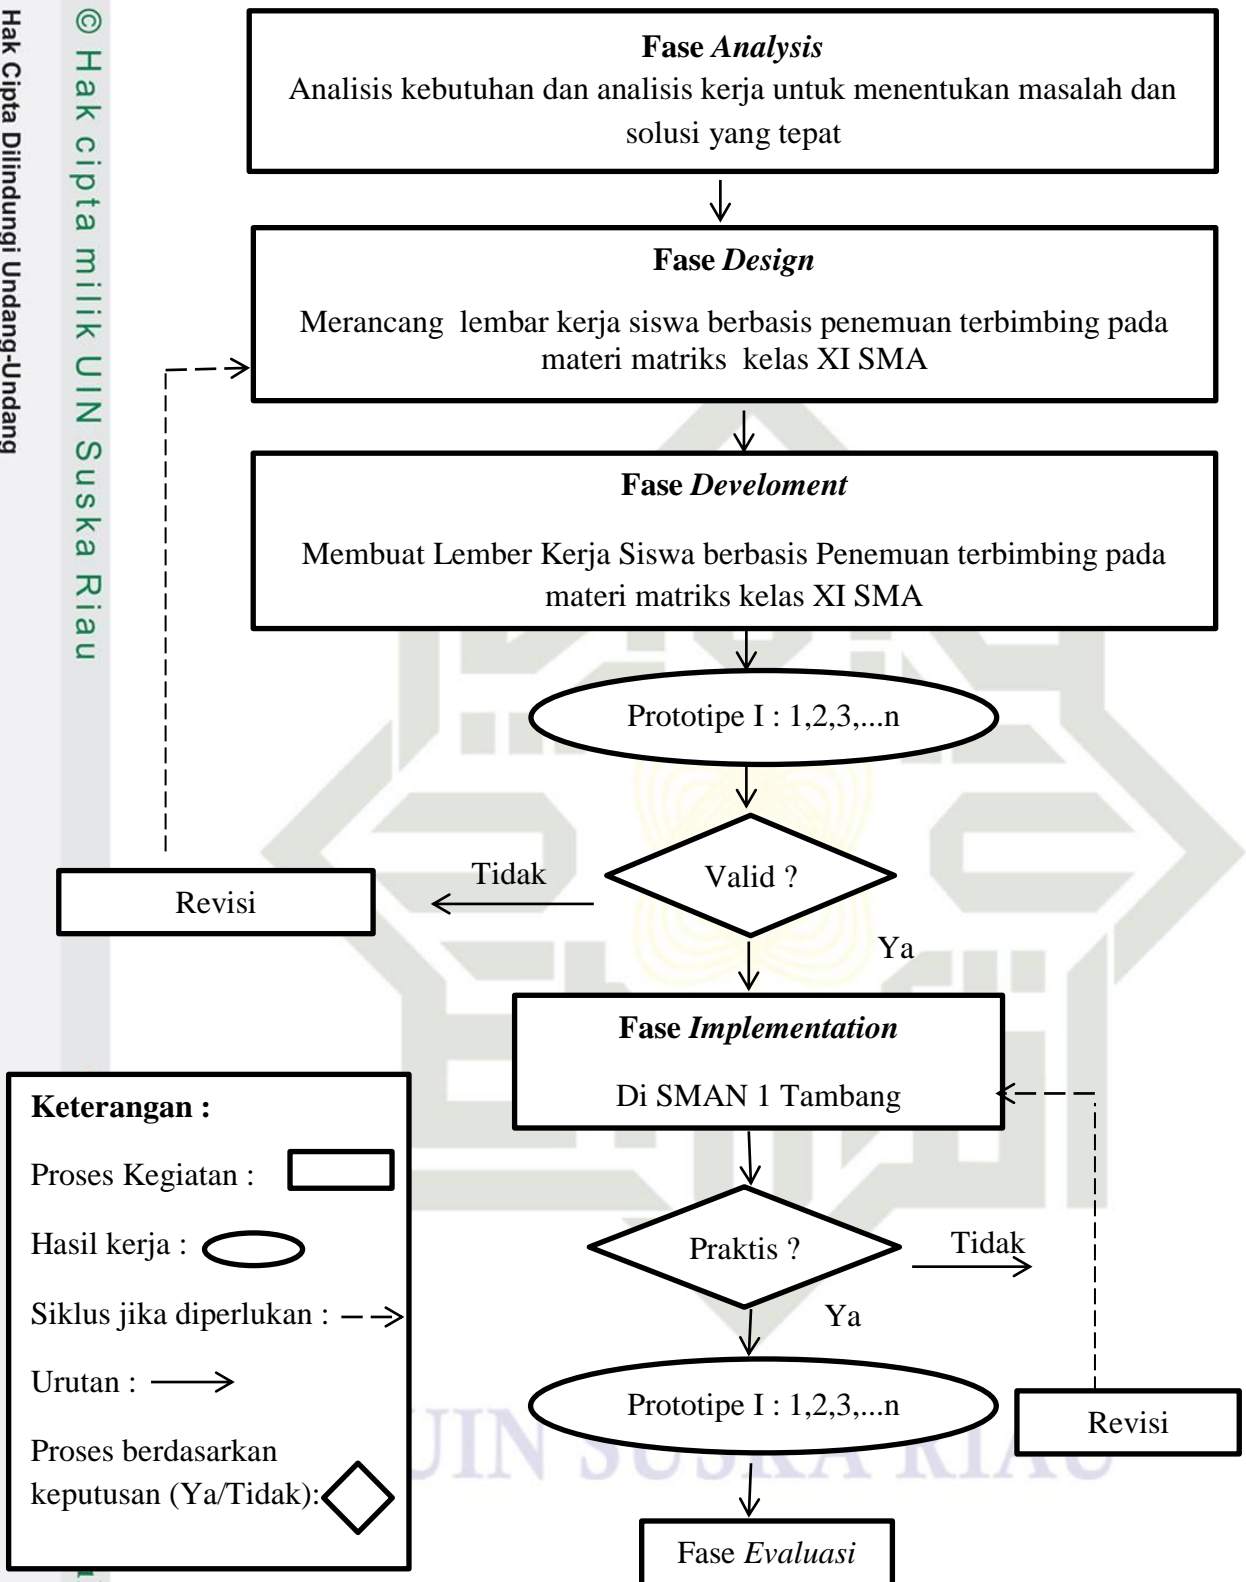 Hak Cipta Dilindungi Undang-Undang
© Hak cipta milik UIN Suska Riau
Fase Analysis
Analisis kebutuhan dan analisis kerja untuk menentukan masalah dan
solusi yang tepat
Fase Design
Merancang lembar kerja siswa berbasis penemuan terbimbing pada
materi matriks kelas XI SMA
Fase Develoment
Membuat Lember Kerja Siswa berbasis Penemuan terbimbing pada
materi matriks kelas XI SMA
Prototipe I : 1,2,3,...n
Valid ?
Tidak
Revisi
Ya
Fase Implementation
Di SMAN 1 Tambang
Praktis ?
Tidak
Ya
Prototipe I : 1,2,3,...n
Revisi
Fase Evaluasi
Keterangan :
Proses Kegiatan :
Hasil kerja :
Siklus jika diperlukan :
Urutan :
Proses berdasarkan
keputusan (Ya/Tidak):
UIN SUSKA RIAU